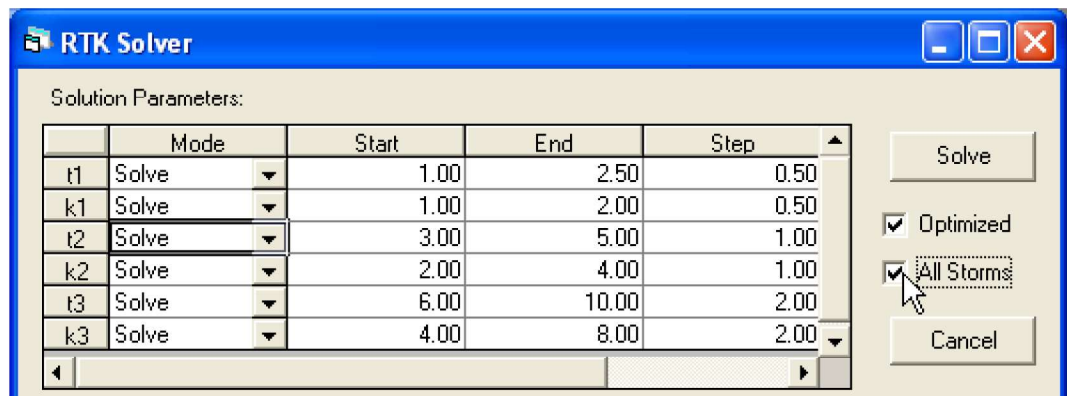 RTK Solver
Solution Parameters:
Mode Start End Step
t1 Solve 1.00 2.50 0.50
k1 Solve 1.00 2.00 0.50
t2 Solve 3.00 5.00 1.00
k2 Solve 2.00 4.00 1.00
t3 Solve 6.00 10.00 2.00
k3 Solve 4.00 8.00 2.00
Solve
Optimized
All Storms
Cancel